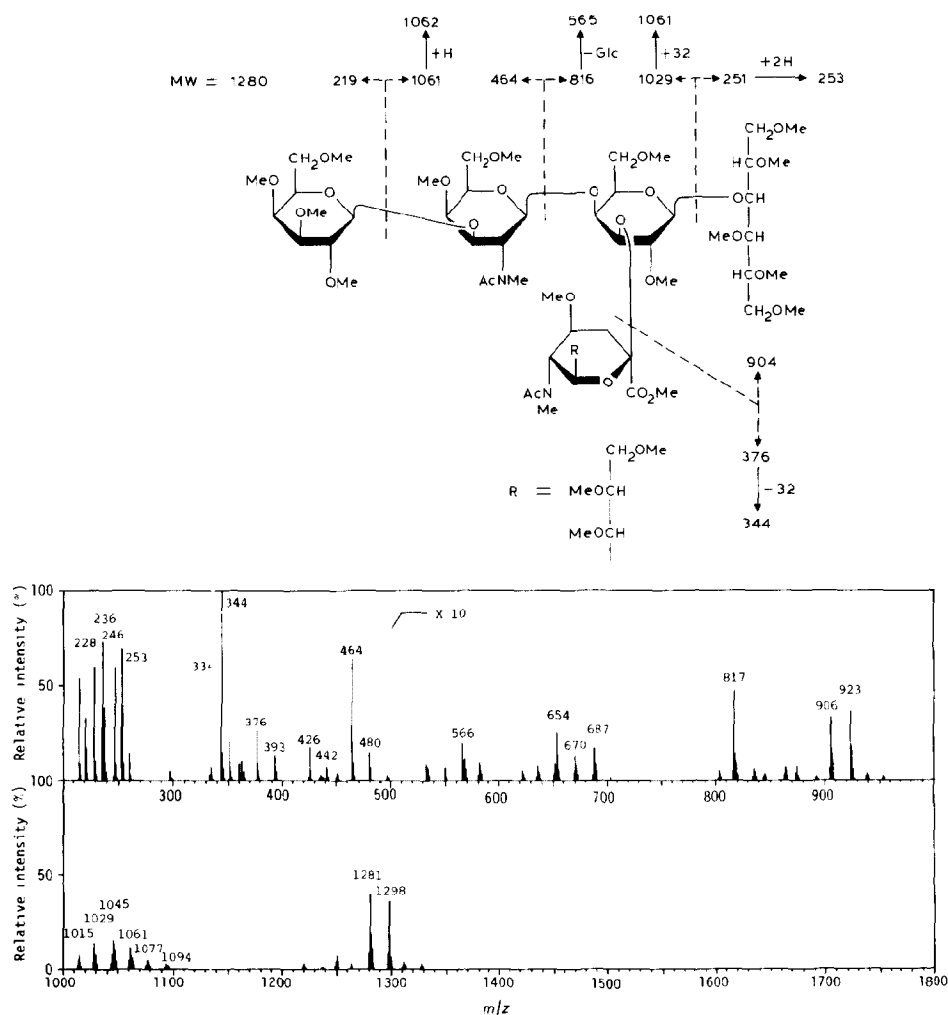 1062 565 1061
+H -Glc +32 +2H
MW = 1280 219 1061 464 816 1029 251 253
CH2OMe
CH2OMe CH2OMe CH2OMe HCOMe
MeO O MeO O O O O OCH
OMe O O MeOCH
OMe AcNMe OMe HCOMe
MeO CH2OMe
R
904
AcN O CO2Me
Me
376
CH2OMe
-32
R = MeOCH
344
MeOCH
100
344
236
X 10
246
228
253
334
464
923
50
817
376
654
906
426
566
393
442
480
670
687
Relative intensity (%)
100
200 300 400 500 600 700 800 900
50
1281
1298
1045
1029
1015
1061
1077
1094
Relative intensity (%)
0
1000 1100 1200 1300 1400 1500 1600 1700 1800
m/z